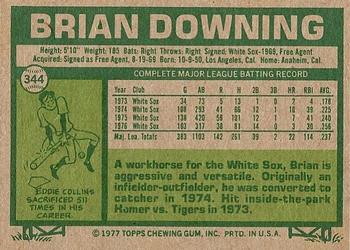 BRIAN DOWNING
344
Height: 5'10" Weight: 185 Bats: Right Throws: Right Signed: White Sox-1969, Free Agent
Acquired: Signed as Free Agent, 8-19-69 Born: 10-9-50, Los Angeles, Cal. Home: Anaheim, Cal.
COMPLETE MAJOR LEAGUE BATTING RECORD
Year Club G AB R H 2B 3B HR RBI AVG.
1973 White Sox 34 73 5 13 1 0 2 4 .178
1974 White Sox 108 293 41 66 12 1 10 39 .225
1975 White Sox 138 420 58 101 12 1 7 41 .240
1976 White Sox 103 317 38 81 14 0 3 30 .256
Maj. Lea. Totals 383 1103 142 261 39 2 22 114 .237
EDDIE COLLINS
SACRIFICED 511
TIMES IN HIS
CAREER.
A workhorse for the White Sox, Brian is
aggressive and versatile. Originally an
infielder-outfielder, he was converted to
catcher in 1974. Hit inside-the-park
Homer vs. Tigers in 1973.
© 1977 TOPPS CHEWING GUM, INC. PRTD. IN U.S.A.